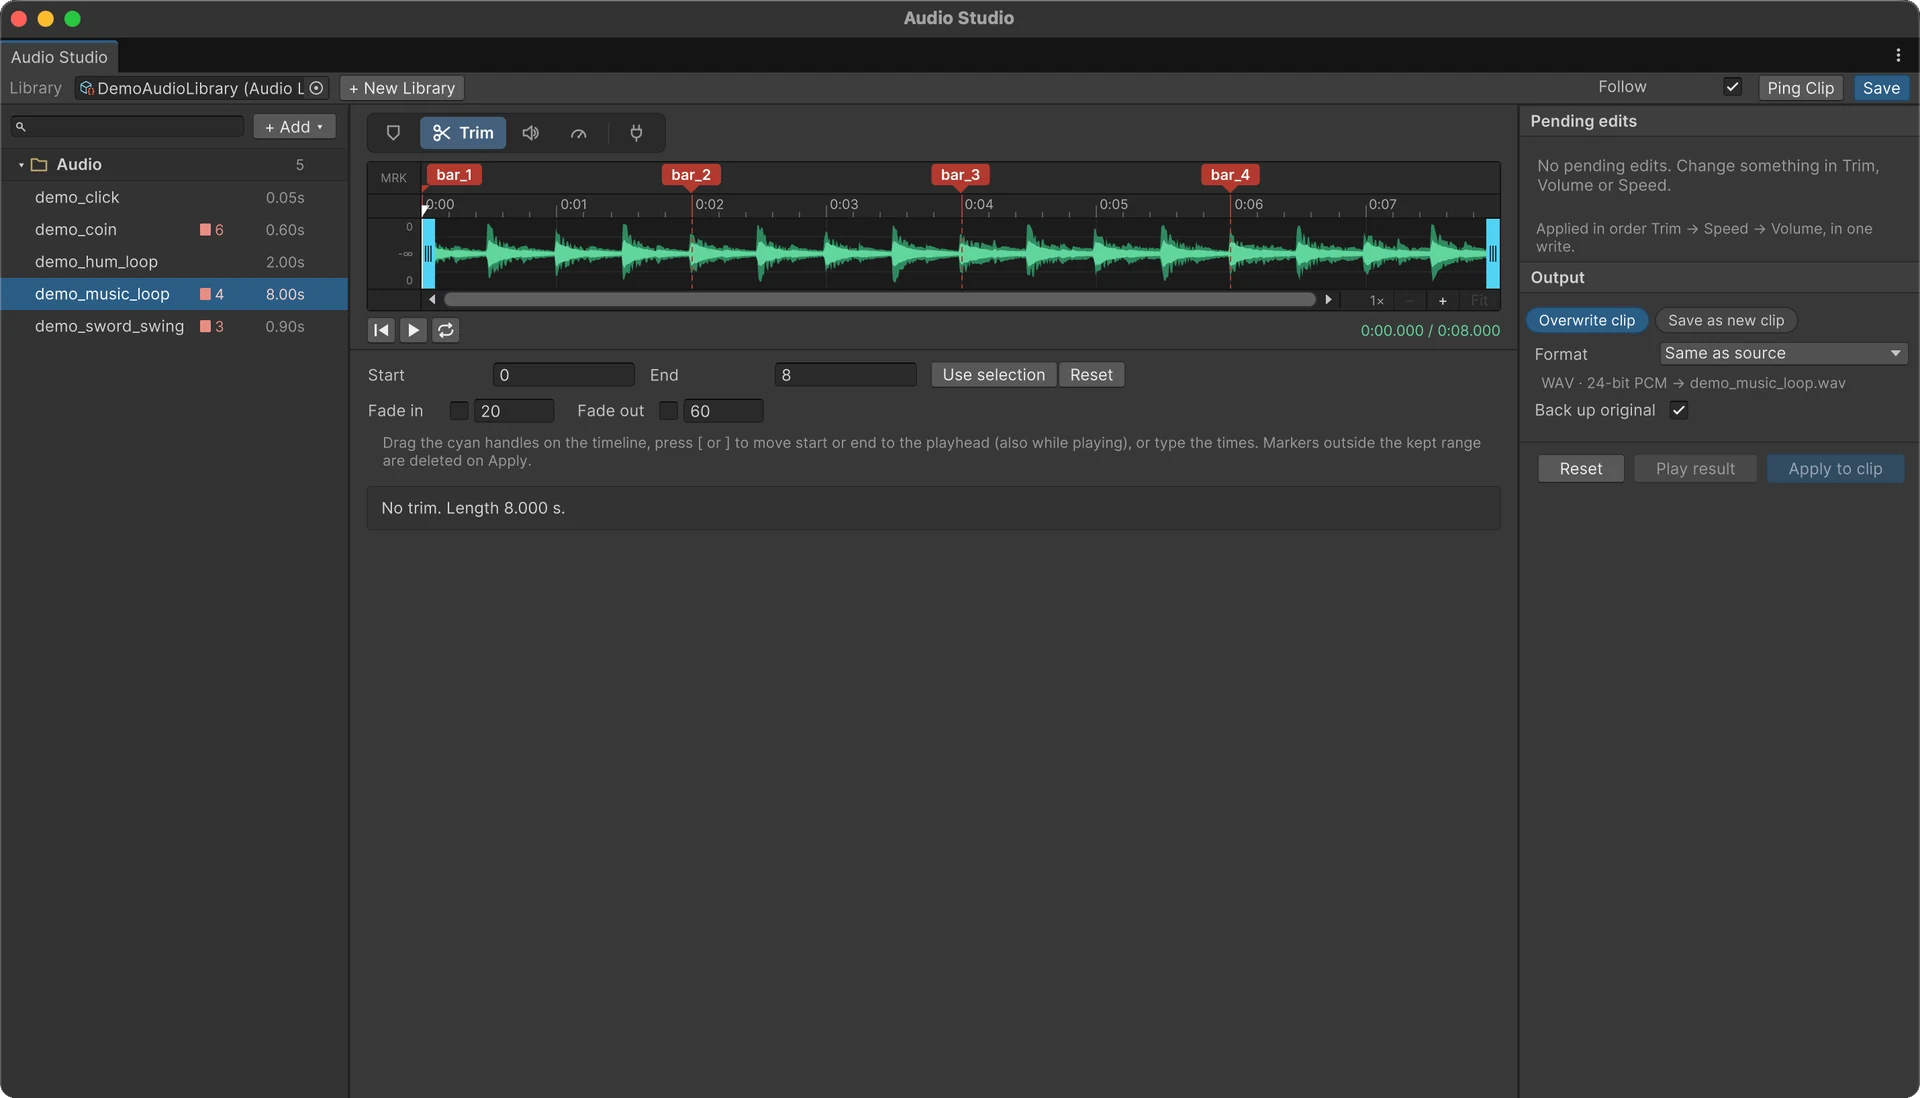 Audio Studio
Audio Studio
Library DemoAudioLibrary (Audio L + New Library Follow Ping Clip Save
+ Add
Audio 5
demo_click 0.05s
demo_coin 6 0.60s
demo_hum_loop 2.00s
demo_music_loop 4 8.00s
demo_sword_swing 3 0.90s
Trim
MRK bar_1 bar_2 bar_3 bar_4
0:00 0:01 0:02 0:03 0:04 0:05 0:06 0:07
0
-∞
0
1× − + Fit
0:00.000 / 0:08.000
Start 0 End 8 Use selection Reset
Fade in 20 Fade out 60
Drag the cyan handles on the timeline, press [ or ] to move start or end to the playhead (also while playing), or type the times. Markers outside the kept range
are deleted on Apply.
No trim. Length 8.000 s.
Pending edits
No pending edits. Change something in Trim,
Volume or Speed.
Applied in order Trim → Speed → Volume, in one
write.
Output
Overwrite clip Save as new clip
Format Same as source
WAV · 24-bit PCM → demo_music_loop.wav
Back up original
Reset Play result Apply to clip